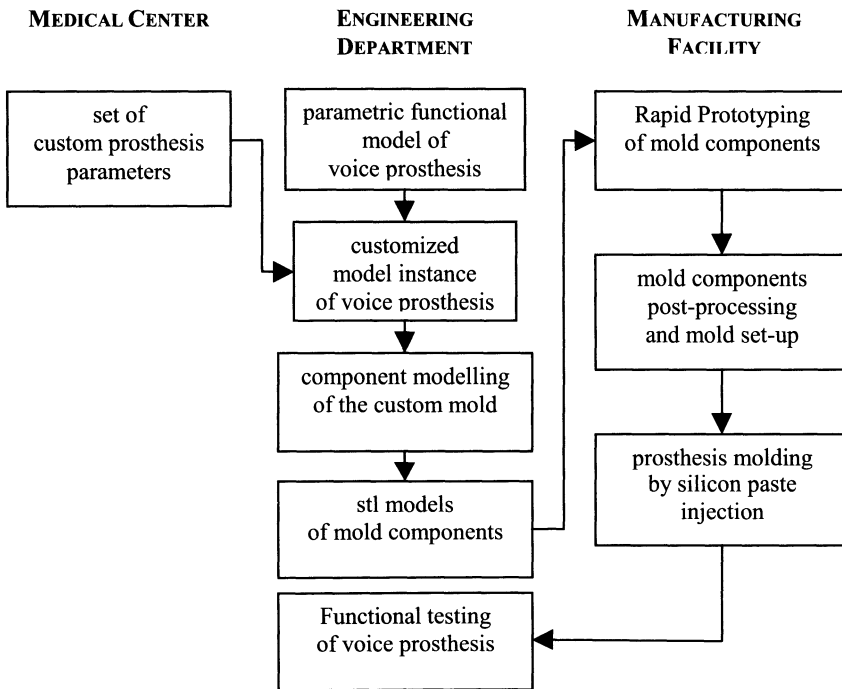 MEDICAL CENTER
ENGINEERING
DEPARTMENT
MANUFACTURING
FACILITY
set of
custom prosthesis
parameters
parametric functional
model of
voice prosthesis
customized
model instance
of voice prosthesis
component modelling
of the custom mold
stl models
of mold components
Functional testing
of voice prosthesis
Rapid Prototyping
of mold components
mold components
post-processing
and mold set-up
prosthesis molding
by silicon paste
injection